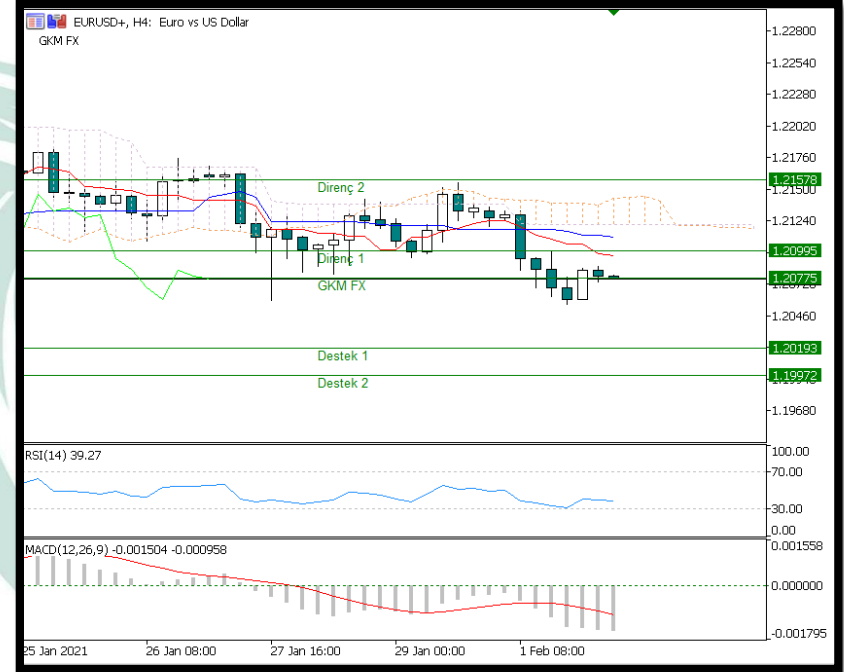 EURUSD+, H4: Euro vs US Dollar
GKM FX
1.22800
1.22540
1.22280
1.22020
1.21760
Direnç 2
1.21578
1.21500
1.21240
Direnç 1
1.20995
GKM FX
1.20775
1.20460
Destek 1
1.20193
Destek 2
1.19972
1.19680
RSI(14) 39.27
100.00
70.00
30.00
0.00
MACD(12,26,9) -0.001504 -0.000958
0.001558
0.000000
-0.001795
25 Jan 2021 26 Jan 08:00 27 Jan 16:00 29 Jan 00:00 1 Feb 08:00